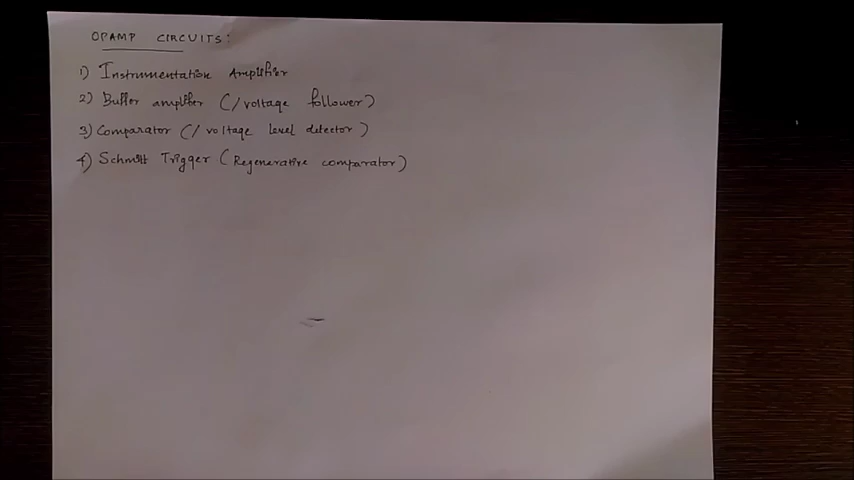 OPAMP CIRCUITS:
1) Instrumentation Amplifier
2) Buffer amplifier (/voltage follower)
3) Comparator (/voltage level detector)
4) Schmitt Trigger (Regenerative comparator)